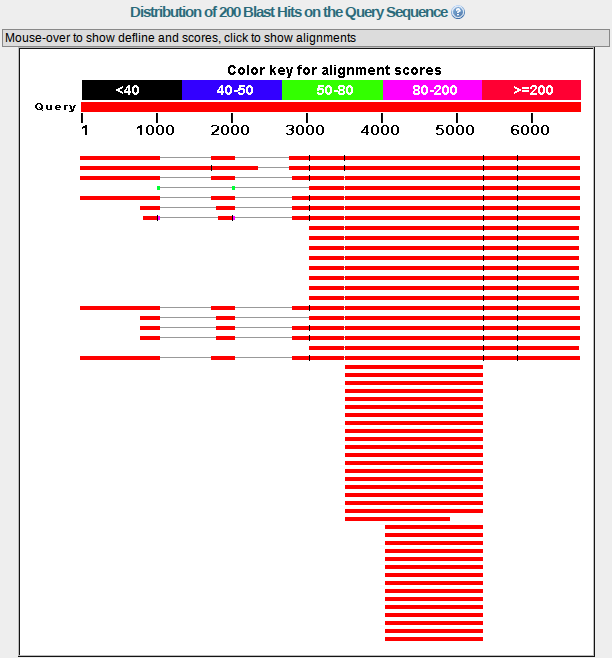 Distribution of 200 Blast Hits on the Query Sequence
Mouse-over to show defline and scores, click to show alignments
Color key for alignment scores
<40 40-50 50-80 80-200 >=200
Query
1 1000 2000 3000 4000 5000 6000